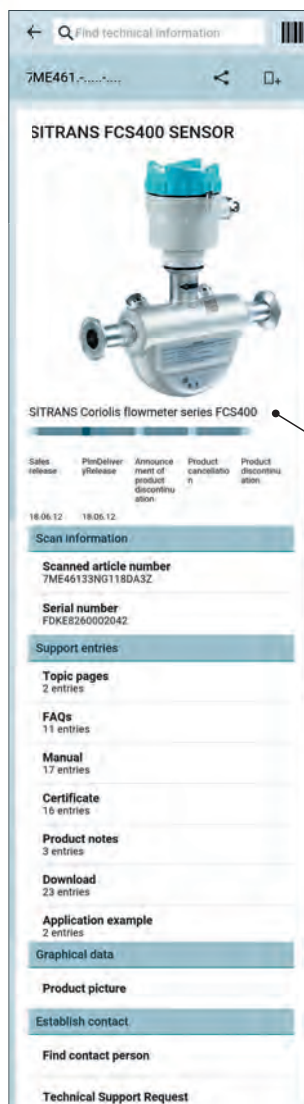 Find technical information
7ME461.-.....-....
SITRANS FCS400 SENSOR
SITRANS Coriolis flowmeter series FCS400
Sales release
PlmDeliver yRelease
Announce ment of product discontinu ation
Product cancellatio n
Product discontinu ation
18.06.12 18.06.12
Scan information
Scanned article number
7ME46133NG118DA3Z
Serial number
FDKE8260002042
Support entries
Topic pages
2 entries
FAQs
11 entries
Manual
17 entries
Certificate
16 entries
Product notes
3 entries
Download
23 entries
Application example
2 entries
Graphical data
Product picture
Establish contact
Find contact person
Technical Support Request